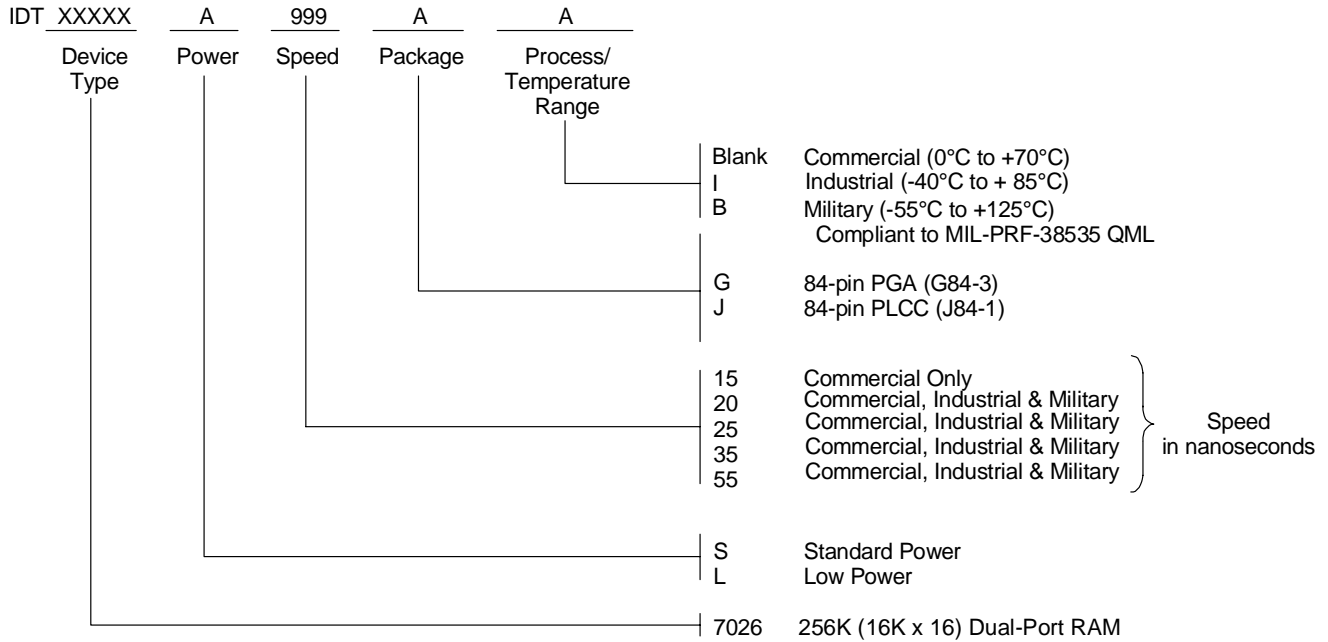 IDT XXXXX A 999 A A
Device Type Power Speed Package Process/ Temperature Range
Blank Commercial (0°C to +70°C)
I Industrial (-40°C to + 85°C)
B Military (-55°C to +125°C)
Compliant to MIL-PRF-38535 QML
G 84-pin PGA (G84-3)
J 84-pin PLCC (J84-1)
15 Commercial Only
20 Commercial, Industrial & Military
25 Commercial, Industrial & Military
35 Commercial, Industrial & Military
55 Commercial, Industrial & Military
Speed
in nanoseconds
S Standard Power
L Low Power
7026 256K (16K x 16) Dual-Port RAM